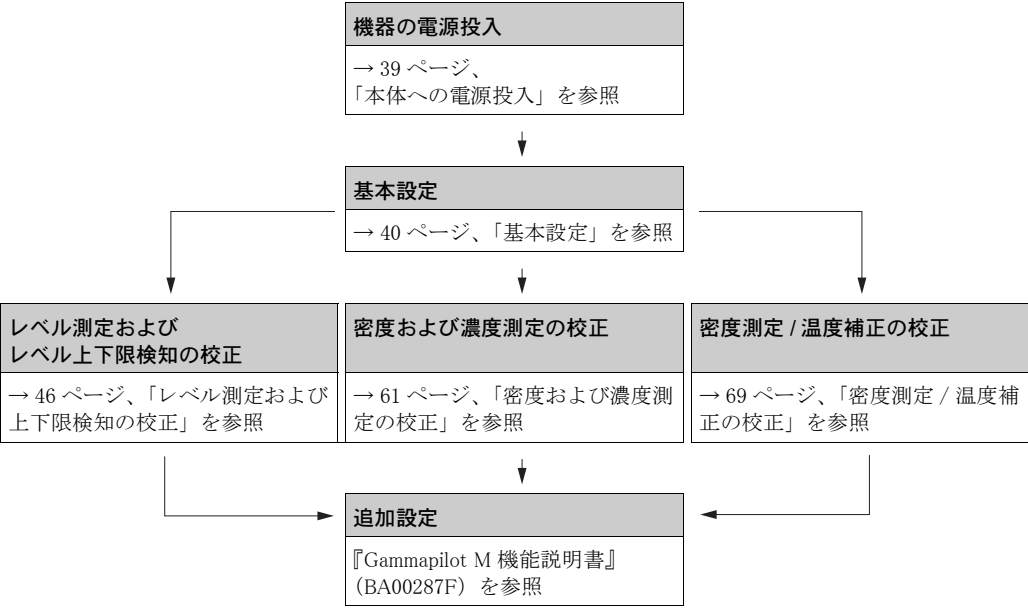 機器の電源投入
→ 39 ページ、
「本体への電源投入」を参照
基本設定
→ 40 ページ、「基本設定」を参照
レベル測定および
レベル上下限検知の校正
→ 46 ページ、「レベル測定および
上下限検知の校正」を参照
密度および濃度測定の校正
→ 61 ページ、「密度および濃度測
定の校正」を参照
密度測定 / 温度補正の校正
→ 69 ページ、「密度測定 / 温度補
正の校正」を参照
追加設定
『Gammapilot M 機能説明書』
（BA00287F）を参照